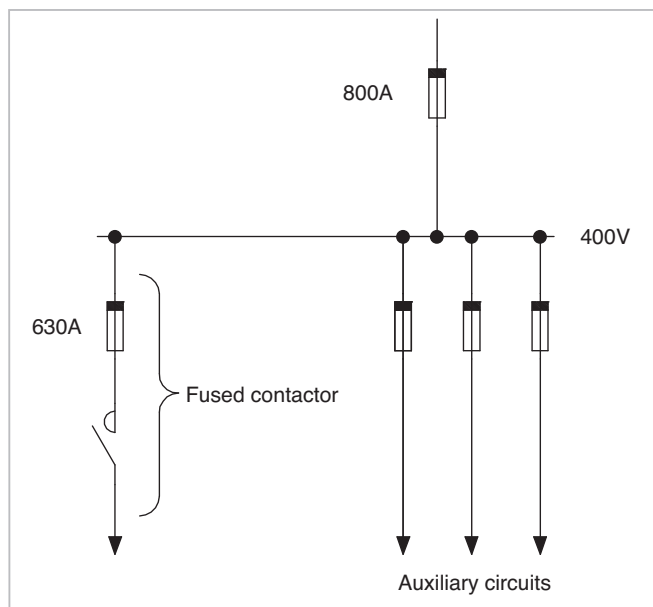 800A
400V
630A
Fused contactor
Auxiliary circuits